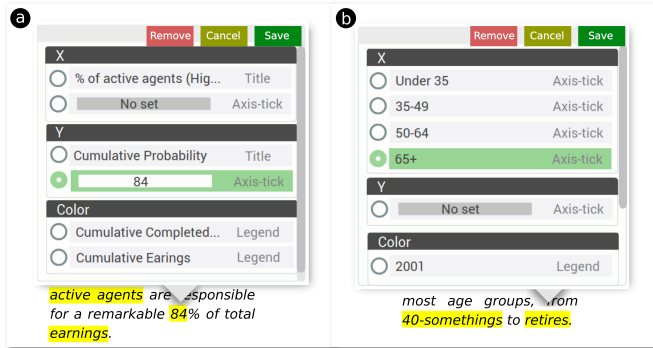 a
Remove Cancel Save
X
% of active agents (Hig... Title
No set Axis-tick
Y
Cumulative Probability Title
84 Axis-tick
Color
Cumulative Completed... Legend
Cumulative Earings Legend
active agents are responsible
for a remarkable 84% of total
earnings.
b
Remove Cancel Save
X
Under 35 Axis-tick
35-49 Axis-tick
50-64 Axis-tick
65+ Axis-tick
Y
No set Axis-tick
Color
2001 Legend
most age groups, from
40-somethings to retires.